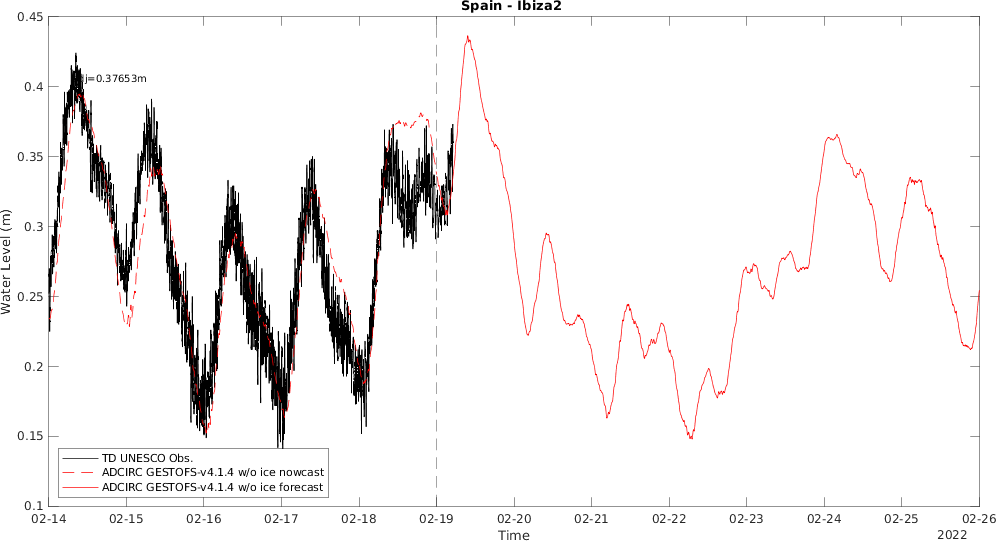 Spain - Ibiza2
0.45
0.4
0.35
0.3
0.25
0.2
0.15
0.1
Water Level (m)
j=0.37653m
TD UNESCO Obs.
ADCIRC GESTOFS-v4.1.4 w/o ice nowcast
ADCIRC GESTOFS-v4.1.4 w/o ice forecast
02-14 02-15 02-16 02-17 02-18 02-19 02-20 02-21 02-22 02-23 02-24 02-25 02-26
Time
2022